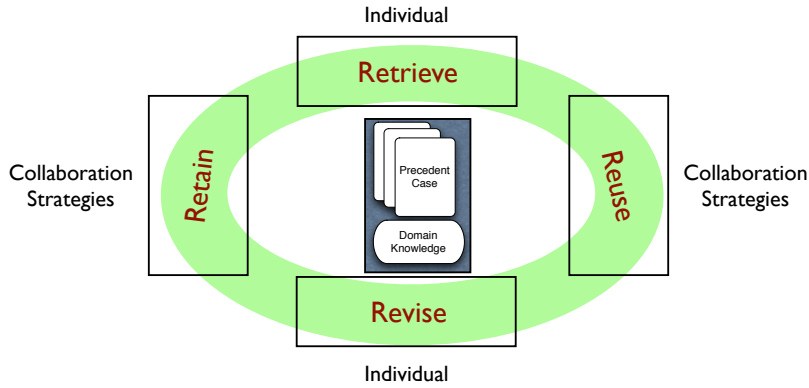 Individual
Retrieve
Collaboration
Strategies
Retain
Precedent
Case
Domain
Knowledge
Reuse
Collaboration
Strategies
Revise
Individual